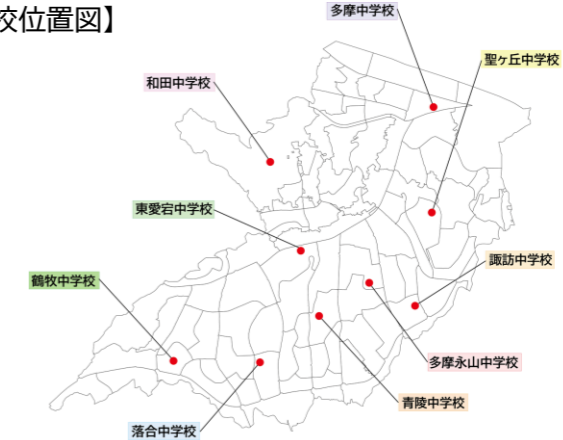 校位置図】
多摩中学校
聖ヶ丘中学校
和田中学校
東愛宕中学校
諏訪中学校
鶴牧中学校
多摩永山中学校
青陵中学校
落合中学校